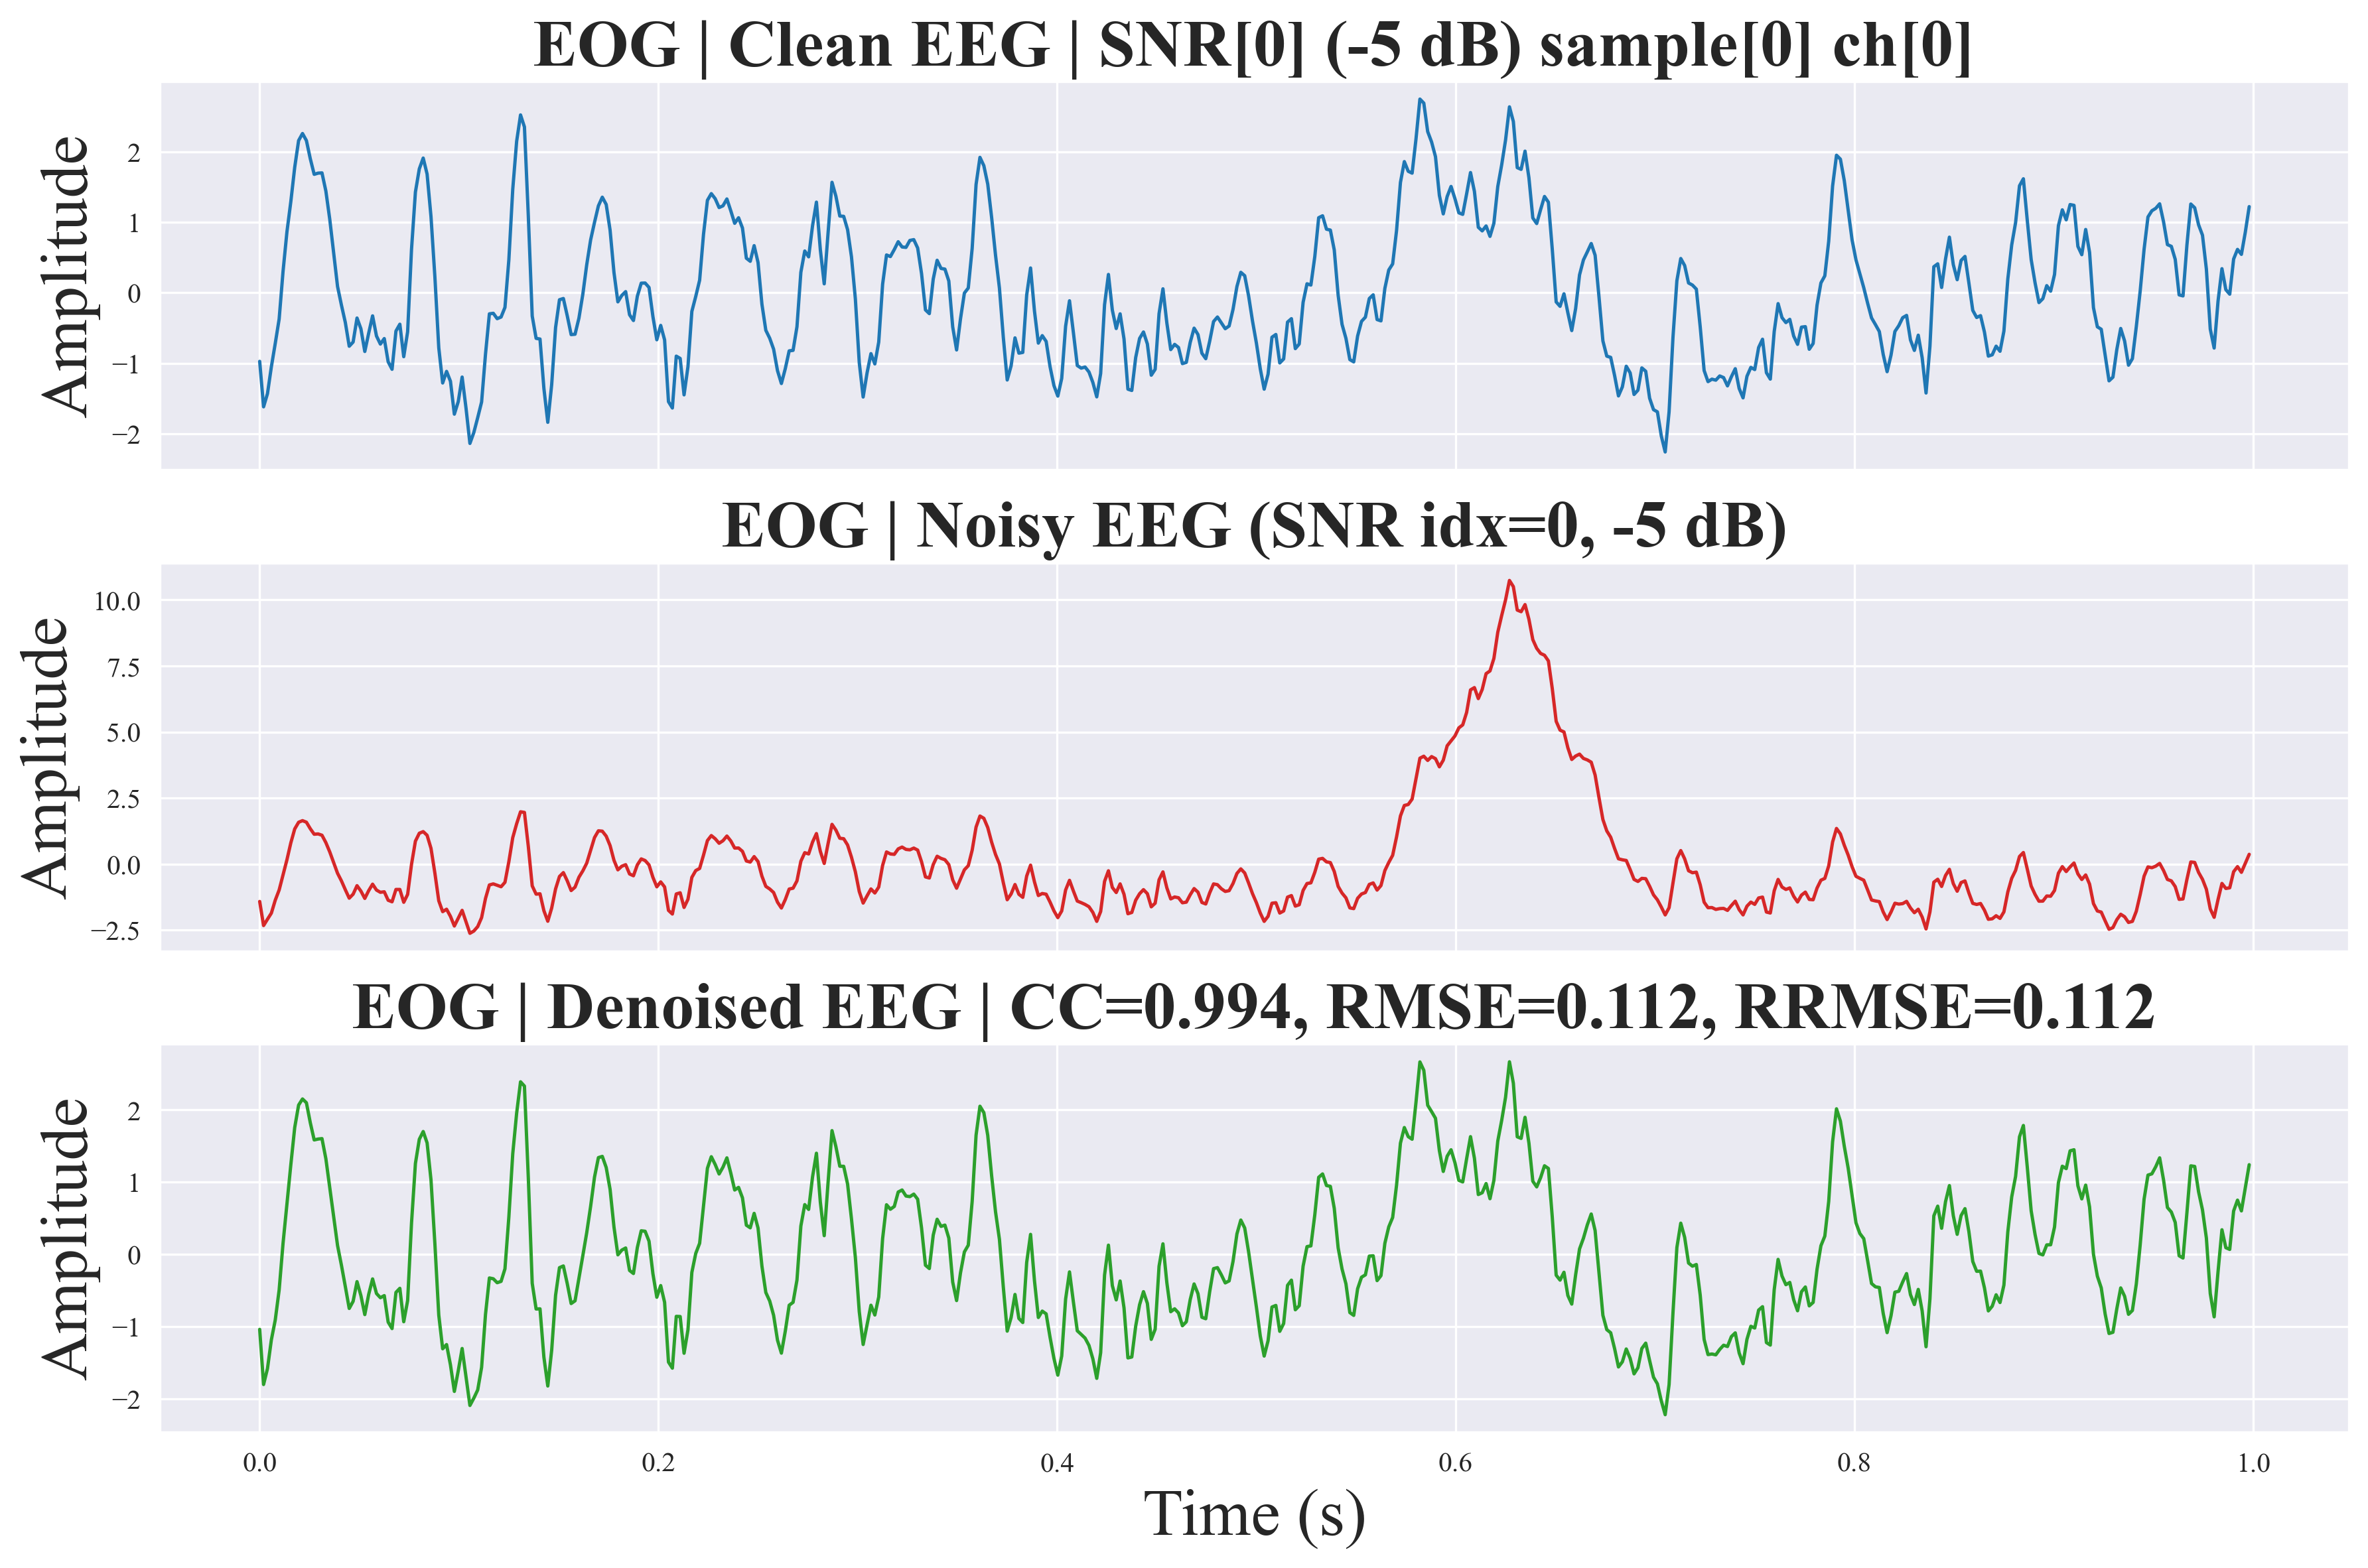 EOG | Clean EEG | SNR[0] (-5 dB) sample[0] ch[0]
Amplitude
2
1
0
−1
−2
EOG | Noisy EEG (SNR idx=0, -5 dB)
Amplitude
10.0
7.5
5.0
2.5
0.0
−2.5
EOG | Denoised EEG | CC=0.994, RMSE=0.112, RRMSE=0.112
Amplitude
2
1
0
−1
−2
0.0 0.2 0.4 0.6 0.8 1.0
Time (s)